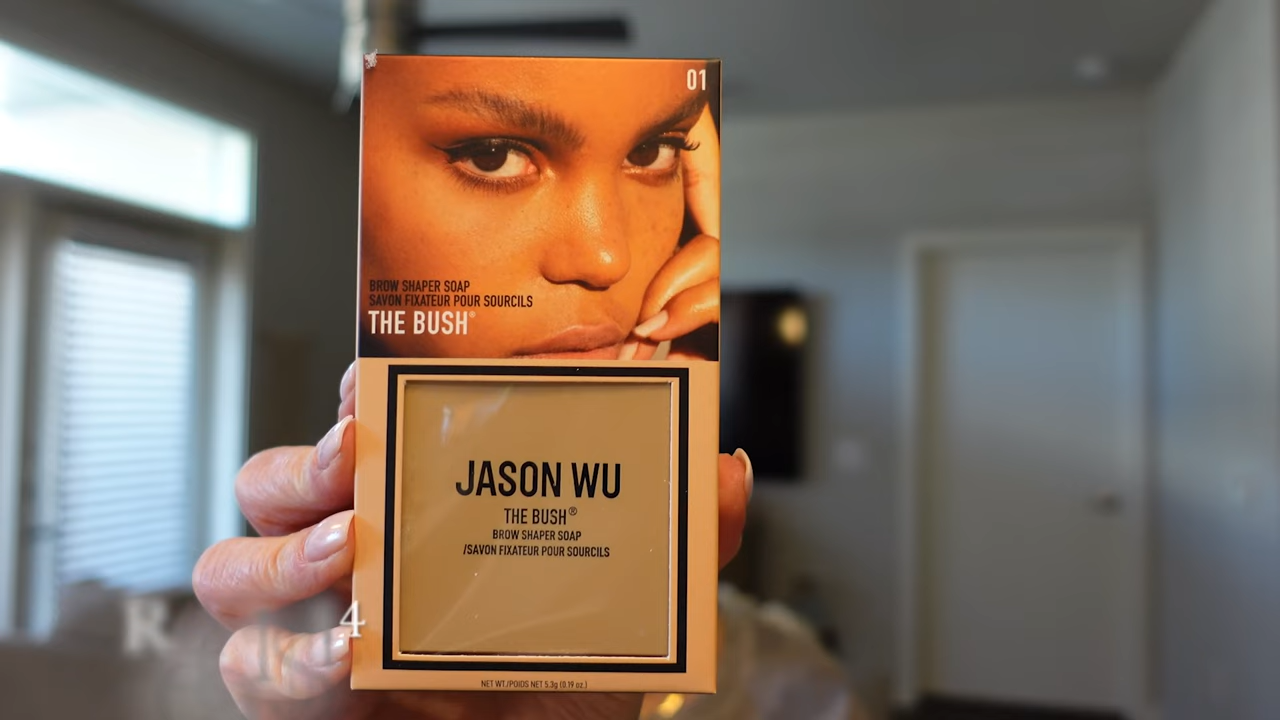 01
BROW SHAPER SOAP
SAVON FIXATEUR POUR SOURCILS
THE BUSH®
JASON WU
THE BUSH®
BROW SHAPER SOAP
/SAVON FIXATEUR POUR SOURCILS
NET WT./POIDS NET 5.3g (0.19 oz.)
4